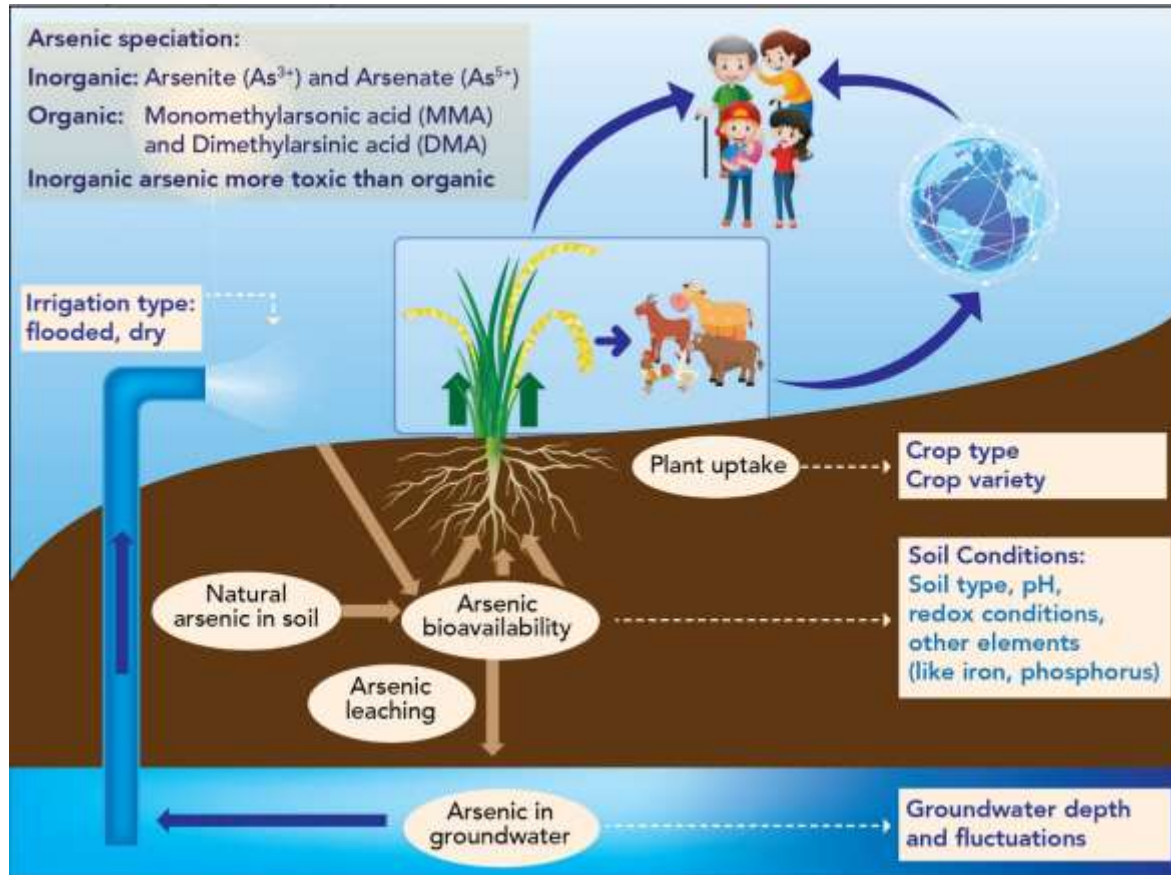 Arsenic speciation:
Inorganic: Arsenite (As³⁺) and Arsenate (As⁵⁺)
Organic: Monomethylarsonic acid (MMA)
and Dimethylarsinic acid (DMA)
Inorganic arsenic more toxic than organic
Irrigation type:
flooded, dry
Plant uptake
Crop type
Crop variety
Natural
arsenic in soil
Arsenic
bioavailability
Soil Conditions:
Soil type, pH,
redox conditions,
other elements
(like iron, phosphorus)
Arsenic
leaching
Arsenic in
groundwater
Groundwater depth
and fluctuations